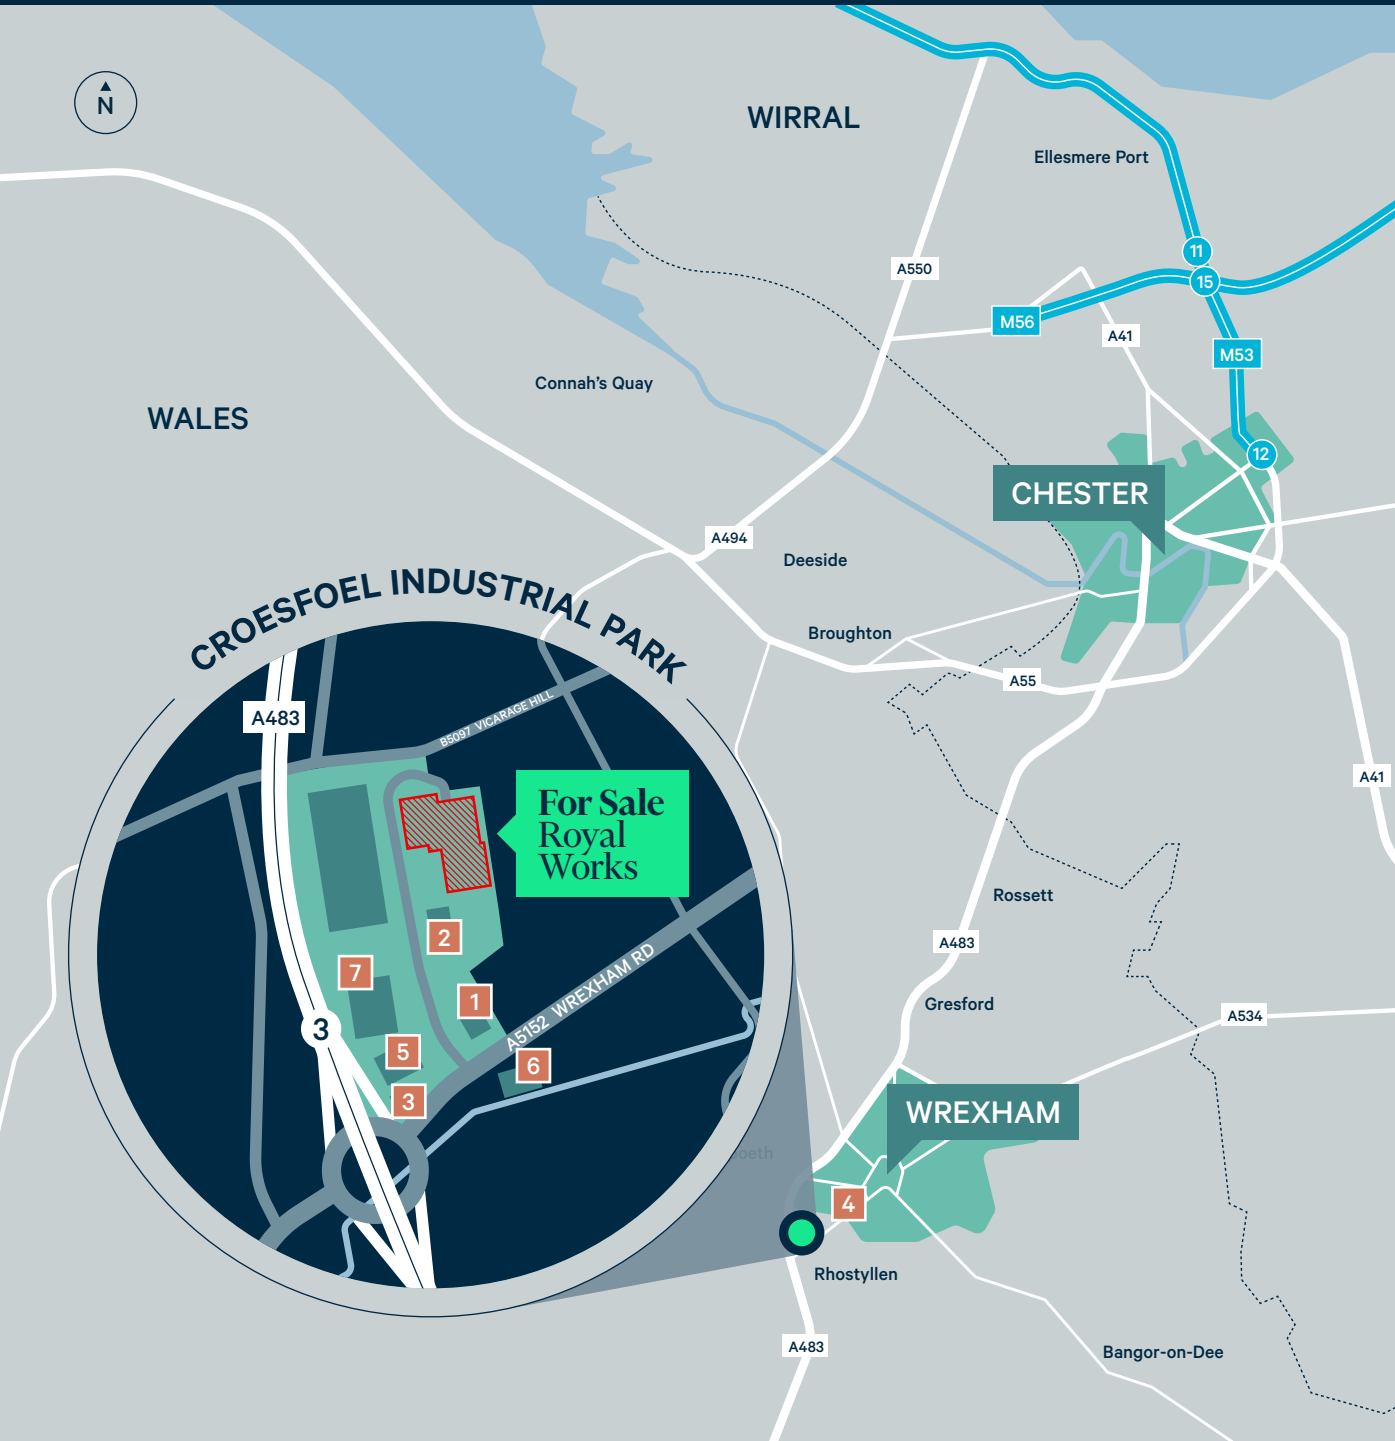 N
WIRRAL
Ellesmere Port
11
A550
15
M56
A41
M53
Connah's Quay
WALES
12
CHESTER
A494
Deeside
CROESFOEL INDUSTRIAL PARK
Broughton
A55
A483
B5097 VICARAGE HILL
A41
For Sale
Royal
Works
Rossett
2
A483
7
A5152 WREXHAM RD
1
Gresford
A534
3
5
6
3
WREXHAM
4
Rhostyllen
A483
Bangor-on-Dee